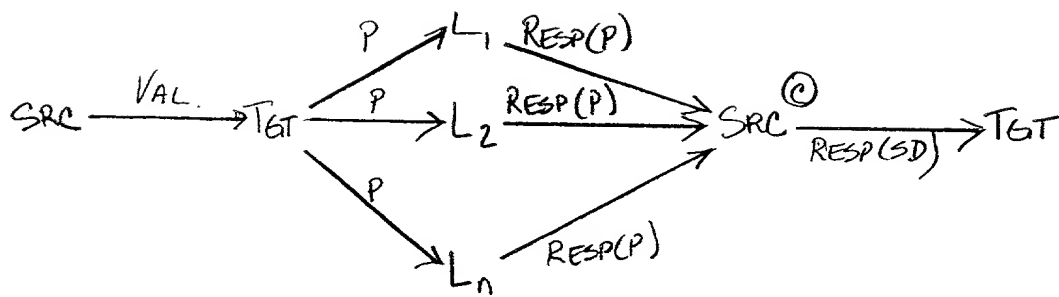 P L₁ RESP(P)
SRC VAL. TGT P L₂ RESP(P) SRC © RESP(SD) TGT
P RESP(P)
Lₙ